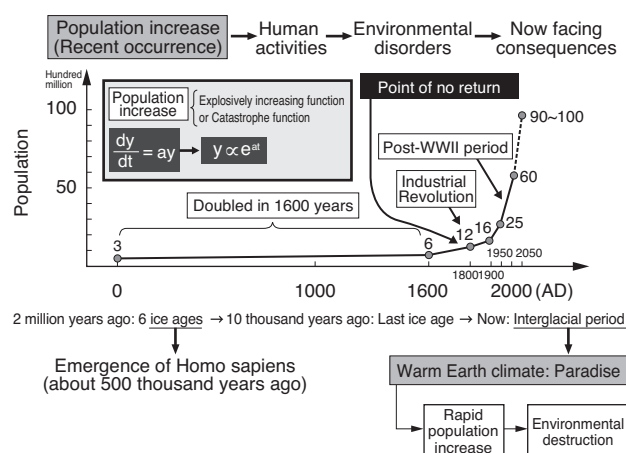 Population increase
(Recent occurrence)
Human
activities
Environmental
disorders
Now facing
consequences
Hundred
million
Population
100
50
Population
increase
Explosively increasing function
or Catastrophe function
dy
dt
= ay
y ∝ e^at
Point of no return
90~100
Post-WWII period
60
Industrial
Revolution
Doubled in 1600 years
3
6
12
16
25
1950
2050
1800
1900
0
1000
1600
2000 (AD)
2 million years ago: 6 ice ages → 10 thousand years ago: Last ice age → Now: Interglacial period
Emergence of Homo sapiens
(about 500 thousand years ago)
Warm Earth climate: Paradise
Rapid
population
increase
Environmental
destruction